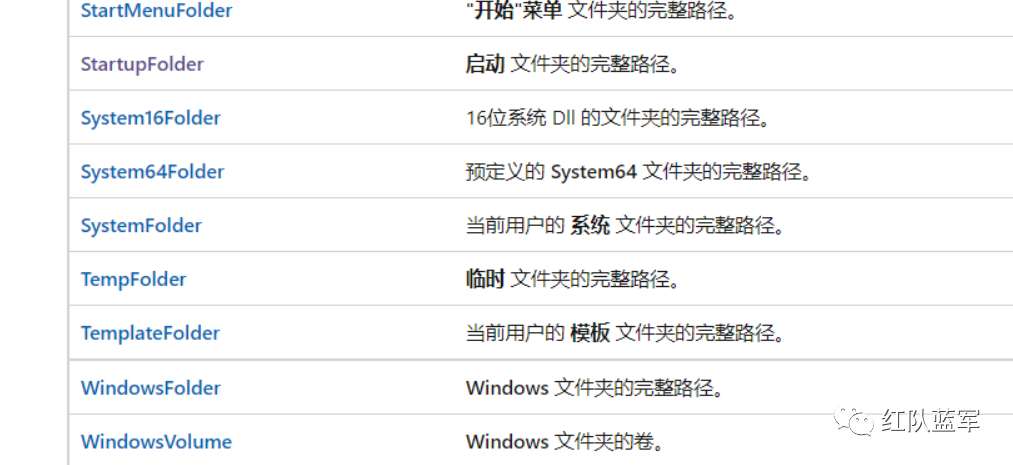 StartMenuFolder "开始"菜单 文件夹的完整路径。
StartupFolder 启动 文件夹的完整路径。
System16Folder 16位系统 Dll 的文件夹的完整路径。
System64Folder 预定义的 System64 文件夹的完整路径。
SystemFolder 当前用户的 系统 文件夹的完整路径。
TempFolder 临时 文件夹的完整路径。
TemplateFolder 当前用户的 模板 文件夹的完整路径。
WindowsFolder Windows 文件夹的完整路径。
WindowsVolume Windows 文件夹的卷。
红队蓝军